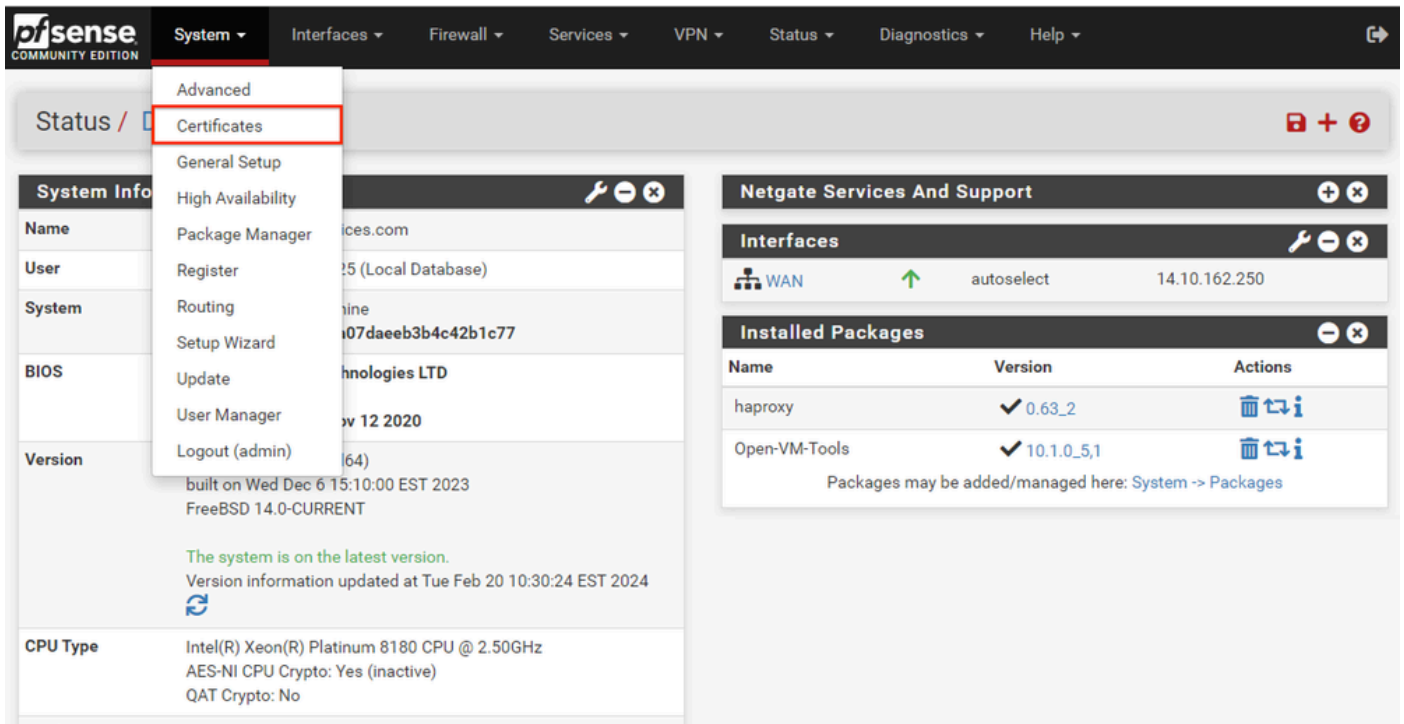 pfsense
COMMUNITY EDITION
System Interfaces Firewall Services VPN Status Diagnostics Help
Advanced
Certificates
General Setup
High Availability
Package Manager
Register
Routing
Setup Wizard
Update
User Manager
Logout (admin)
Status /
System Info
Name ices.com
User 25 (Local Database)
System hine
a07daeeb3b4c42b1c77
BIOS hnologies LTD
ov 12 2020
Version 64)
built on Wed Dec 6 15:10:00 EST 2023
FreeBSD 14.0-CURRENT
The system is on the latest version.
Version information updated at Tue Feb 20 10:30:24 EST 2024
CPU Type Intel(R) Xeon(R) Platinum 8180 CPU @ 2.50GHz
AES-NI CPU Crypto: Yes (inactive)
QAT Crypto: No
Netgate Services And Support
Interfaces
WAN autoselect 14.10.162.250
Installed Packages
Name Version Actions
haproxy 0.63_2
Open-VM-Tools 10.1.0_5,1
Packages may be added/managed here: System -> Packages